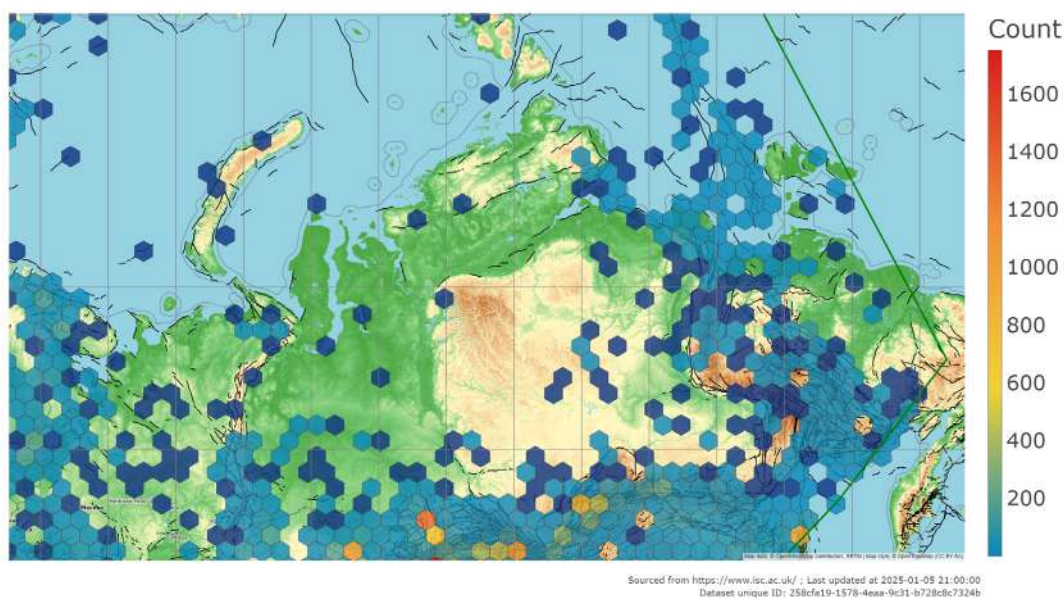 Count
1600
1400
1200
1000
800
600
400
200
Moscow
Sourced from https://www.isc.ac.uk/ ; Last updated at 2025-01-05 21:00:00
Dataset unique ID: 258cfa19-1578-4eaa-9c31-b728c8c7324b